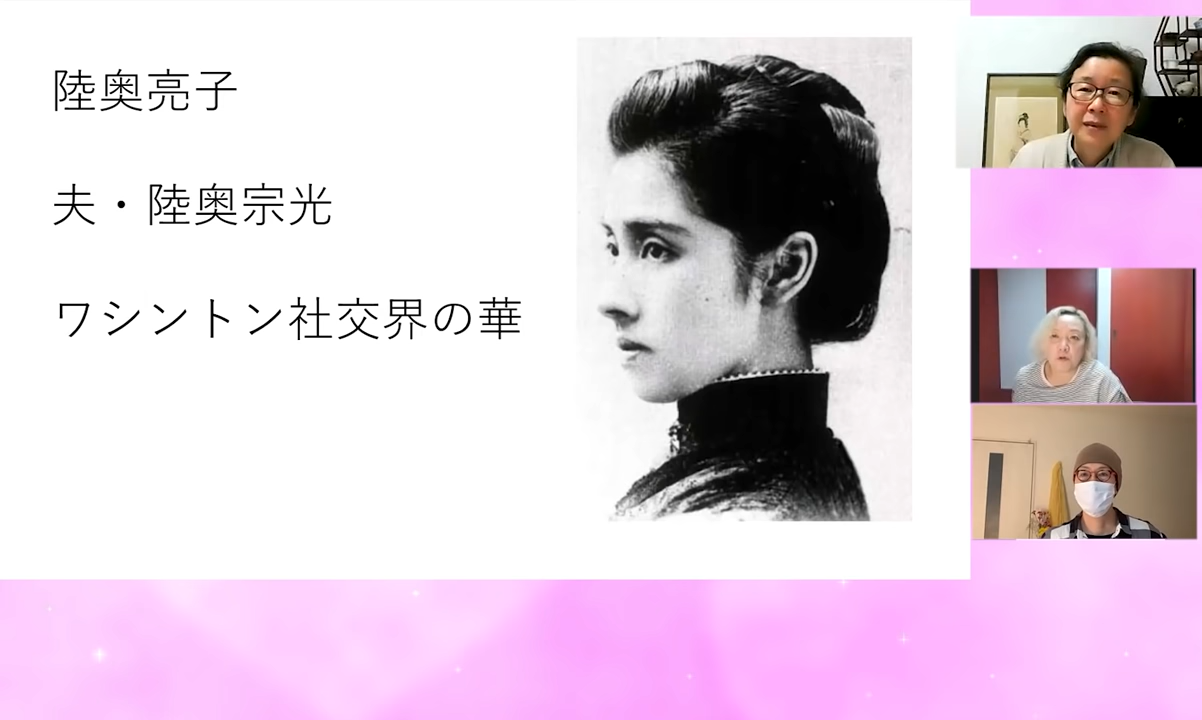 陸奥亮子
夫・陸奥宗光
ワシントン社交界の華